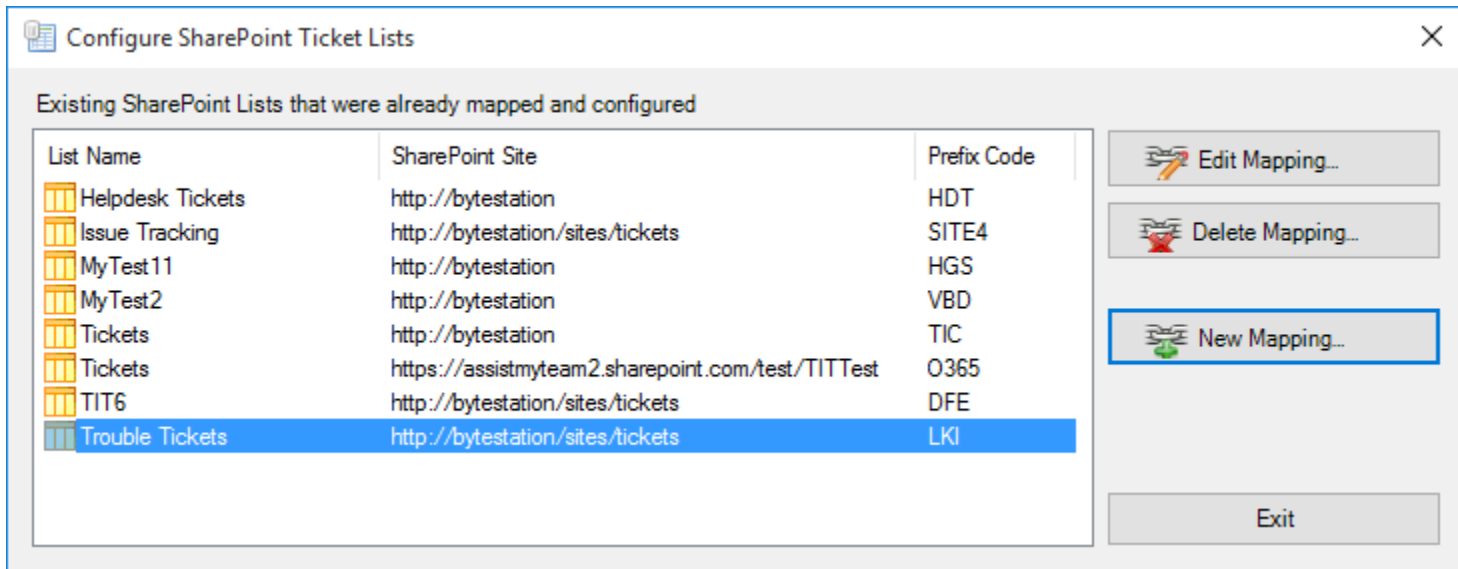 Configure SharePoint Ticket Lists
Existing SharePoint Lists that were already mapped and configured
List Name SharePoint Site Prefix Code
Helpdesk Tickets http://bytestation HDT
Issue Tracking http://bytestation/sites/tickets SITE4
MyTest11 http://bytestation HGS
MyTest2 http://bytestation VBD
Tickets http://bytestation TIC
Tickets https://assistmyteam2.sharepoint.com/test/TITTest O365
TIT6 http://bytestation/sites/tickets DFE
Trouble Tickets http://bytestation/sites/tickets LKI
Edit Mapping...
Delete Mapping...
New Mapping...
Exit